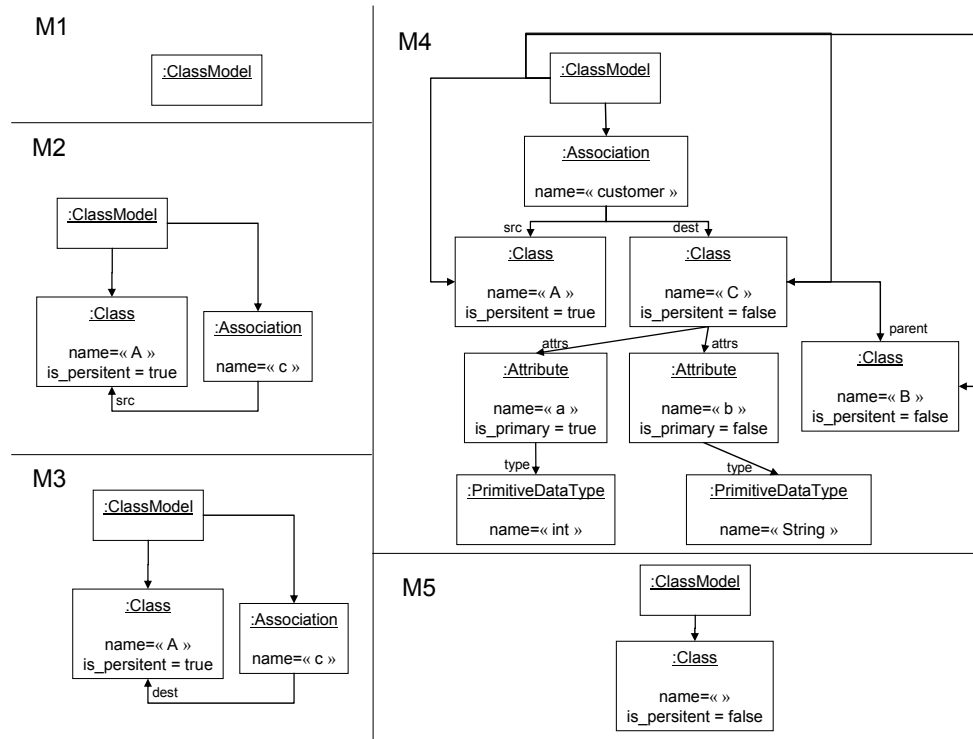 M1
:ClassModel
M2
:ClassModel
:Class
name=« A »
is_persitent = true
:Association
name=« c »
src
M3
:ClassModel
:Class
name=« A »
is_persitent = true
:Association
name=« c »
dest
M4
:ClassModel
:Association
name=« customer »
src
dest
:Class
name=« A »
is_persitent = true
:Class
name=« C »
is_persitent = false
parent
attrs
attrs
:Attribute
name=« a »
is_primary = true
:Attribute
name=« b »
is_primary = false
:Class
name=« B »
is_persitent = false
type
type
:PrimitiveDataType
name=« int »
:PrimitiveDataType
name=« String »
M5
:ClassModel
:Class
name=« »
is_persitent = false